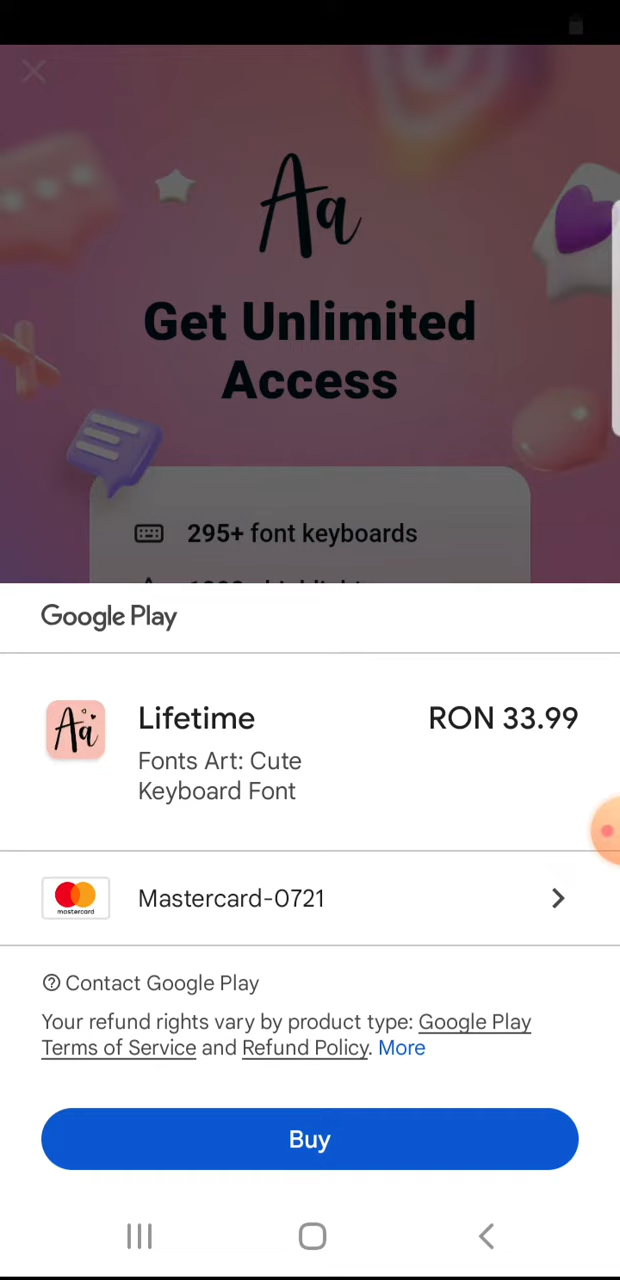 Aa
Get Unlimited
Access
295+ font keyboards
Google Play
Aa
Lifetime
RON 33.99
Fonts Art: Cute
Keyboard Font
mastercard
Mastercard-0721
Contact Google Play
Your refund rights vary by product type: Google Play
Terms of Service and Refund Policy. More
Buy